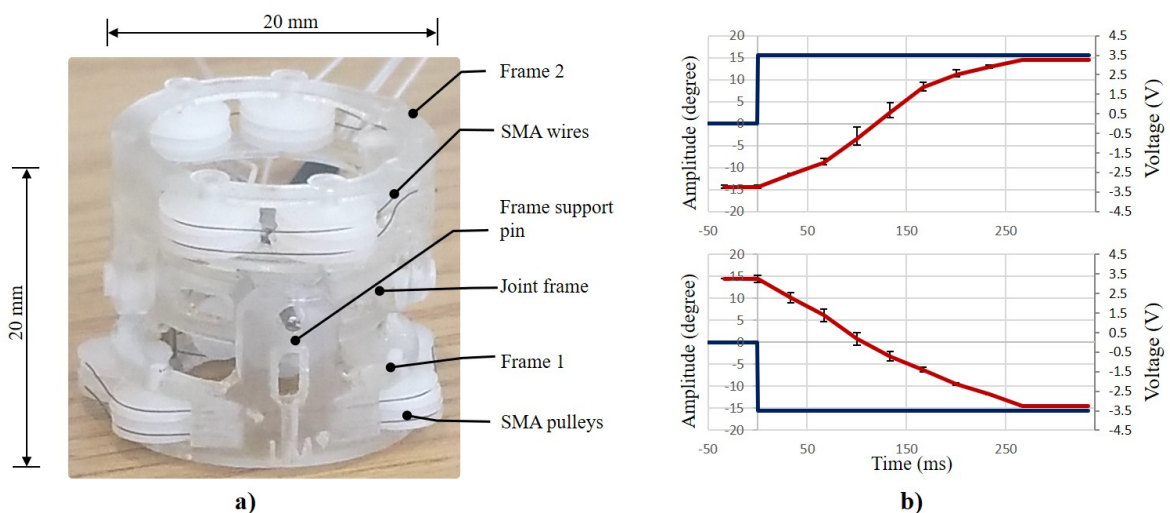 20 mm
20 mm
Frame 2
SMA wires
Frame support
pin
Joint frame
Frame 1
SMA pulleys
a)
Amplitude (degree)
20
15
10
5
0
-5
-10
-15
-20
-50
50
150
250
4.5
3.5
2.5
1.5
0.5
-0.5
-1.5
-2.5
-3.5
-4.5
Voltage (V)
Amplitude (degree)
20
15
10
5
0
-5
-10
-15
-20
-50
50
150
250
Time (ms)
4.5
3.5
2.5
1.5
0.5
-0.5
-1.5
-2.5
-3.5
-4.5
Voltage (V)
b)